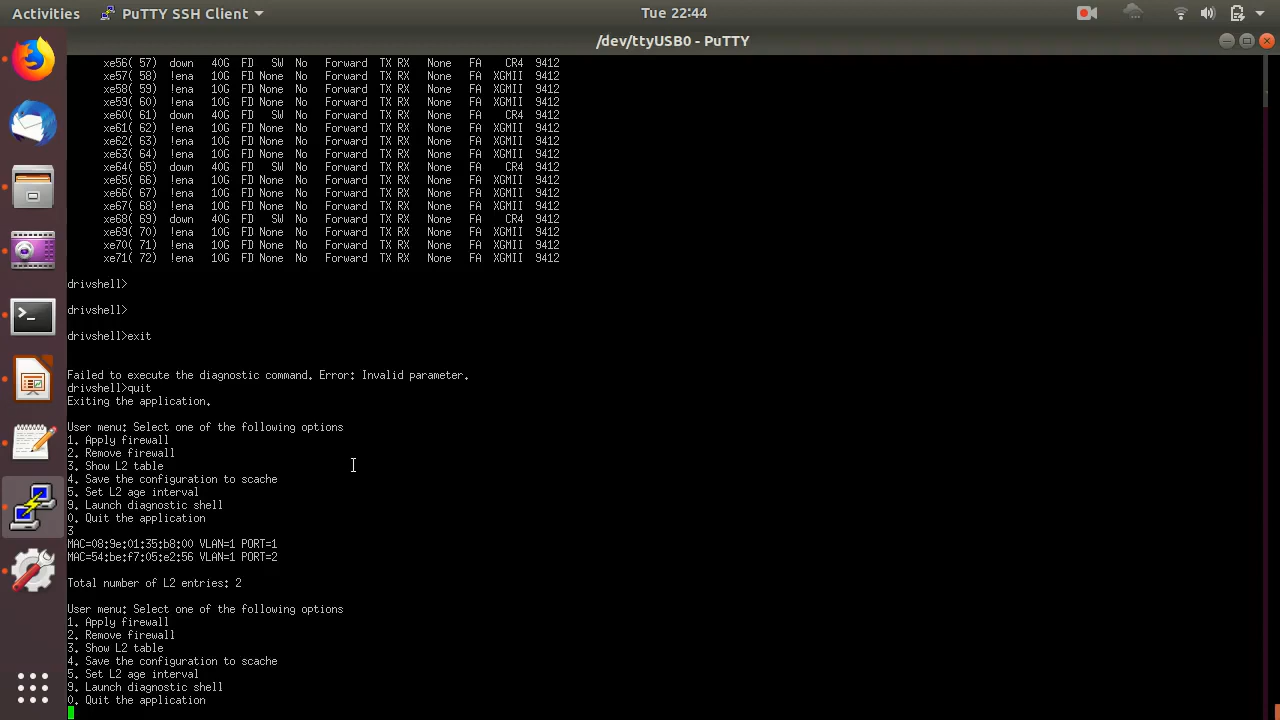 Activities PuTTY SSH Client Tue 22:44
/dev/ttyUSB0 - PuTTY
xe56( 57) down 40G FD SW No Forward TX RX None FA CR4 9412
xe57( 58) !ena 10G FD None No Forward TX RX None FA XGMII 9412
xe58( 59) !ena 10G FD None No Forward TX RX None FA XGMII 9412
xe59( 60) !ena 10G FD None No Forward TX RX None FA XGMII 9412
xe60( 61) down 40G FD SW No Forward TX RX None FA CR4 9412
xe61( 62) !ena 10G FD None No Forward TX RX None FA XGMII 9412
xe62( 63) !ena 10G FD None No Forward TX RX None FA XGMII 9412
xe63( 64) !ena 10G FD None No Forward TX RX None FA XGMII 9412
xe64( 65) down 40G FD SW No Forward TX RX None FA CR4 9412
xe65( 66) !ena 10G FD None No Forward TX RX None FA XGMII 9412
xe66( 67) !ena 10G FD None No Forward TX RX None FA XGMII 9412
xe67( 68) !ena 10G FD None No Forward TX RX None FA XGMII 9412
xe68( 69) down 40G FD SW No Forward TX RX None FA CR4 9412
xe69( 70) !ena 10G FD None No Forward TX RX None FA XGMII 9412
xe70( 71) !ena 10G FD None No Forward TX RX None FA XGMII 9412
xe71( 72) !ena 10G FD None No Forward TX RX None FA XGMII 9412
drivshell>
drivshell>
drivshell>exit
Failed to execute the diagnostic command. Error: Invalid parameter.
drivshell>quit
Exiting the application.
User menu: Select one of the following options
1. Apply firewall
2. Remove firewall
3. Show L2 table
4. Save the configuration to scache
5. Set L2 age interval
9. Launch diagnostic shell
0. Quit the application
3
MAC=08:9e:01:35:b8:00 VLAN=1 PORT=1
MAC=54:be:f7:05:e2:56 VLAN=1 PORT=2
Total number of L2 entries: 2
User menu: Select one of the following options
1. Apply firewall
2. Remove firewall
3. Show L2 table
4. Save the configuration to scache
5. Set L2 age interval
9. Launch diagnostic shell
0. Quit the application